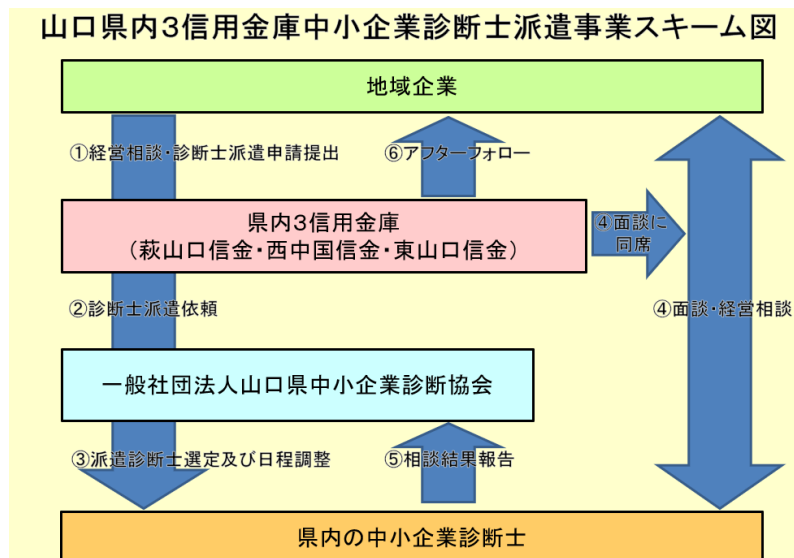 山口県内3信用金庫中小企業診断士派遣事業スキーム図
地域企業
①経営相談・診断士派遣申請提出
⑥アフターフォロー
県内3信用金庫
（萩山口信金・西中国信金・東山口信金）
④面談に
同席
②診断士派遣依頼
④面談・経営相談
一般社団法人山口県中小企業診断協会
③派遣診断士選定及び日程調整
⑤相談結果報告
県内の中小企業診断士